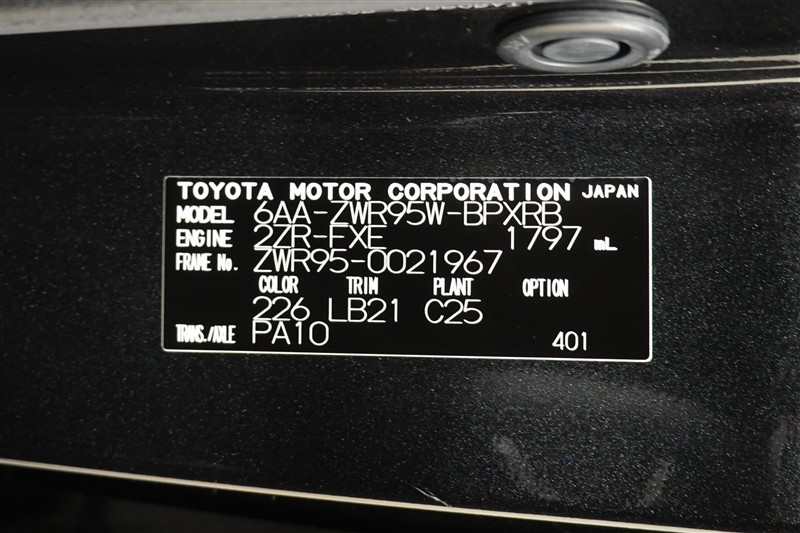 TOYOTA MOTOR CORPORATION JAPAN
MODEL 6AA-ZWR95W-BPXRB
ENGINE 2ZR-FXE 1797 mL
FRAME No. ZWR95-0021967
COLOR TRIM PLANT OPTION
226 LB21 C25
TRANS./AXLE PA10 401